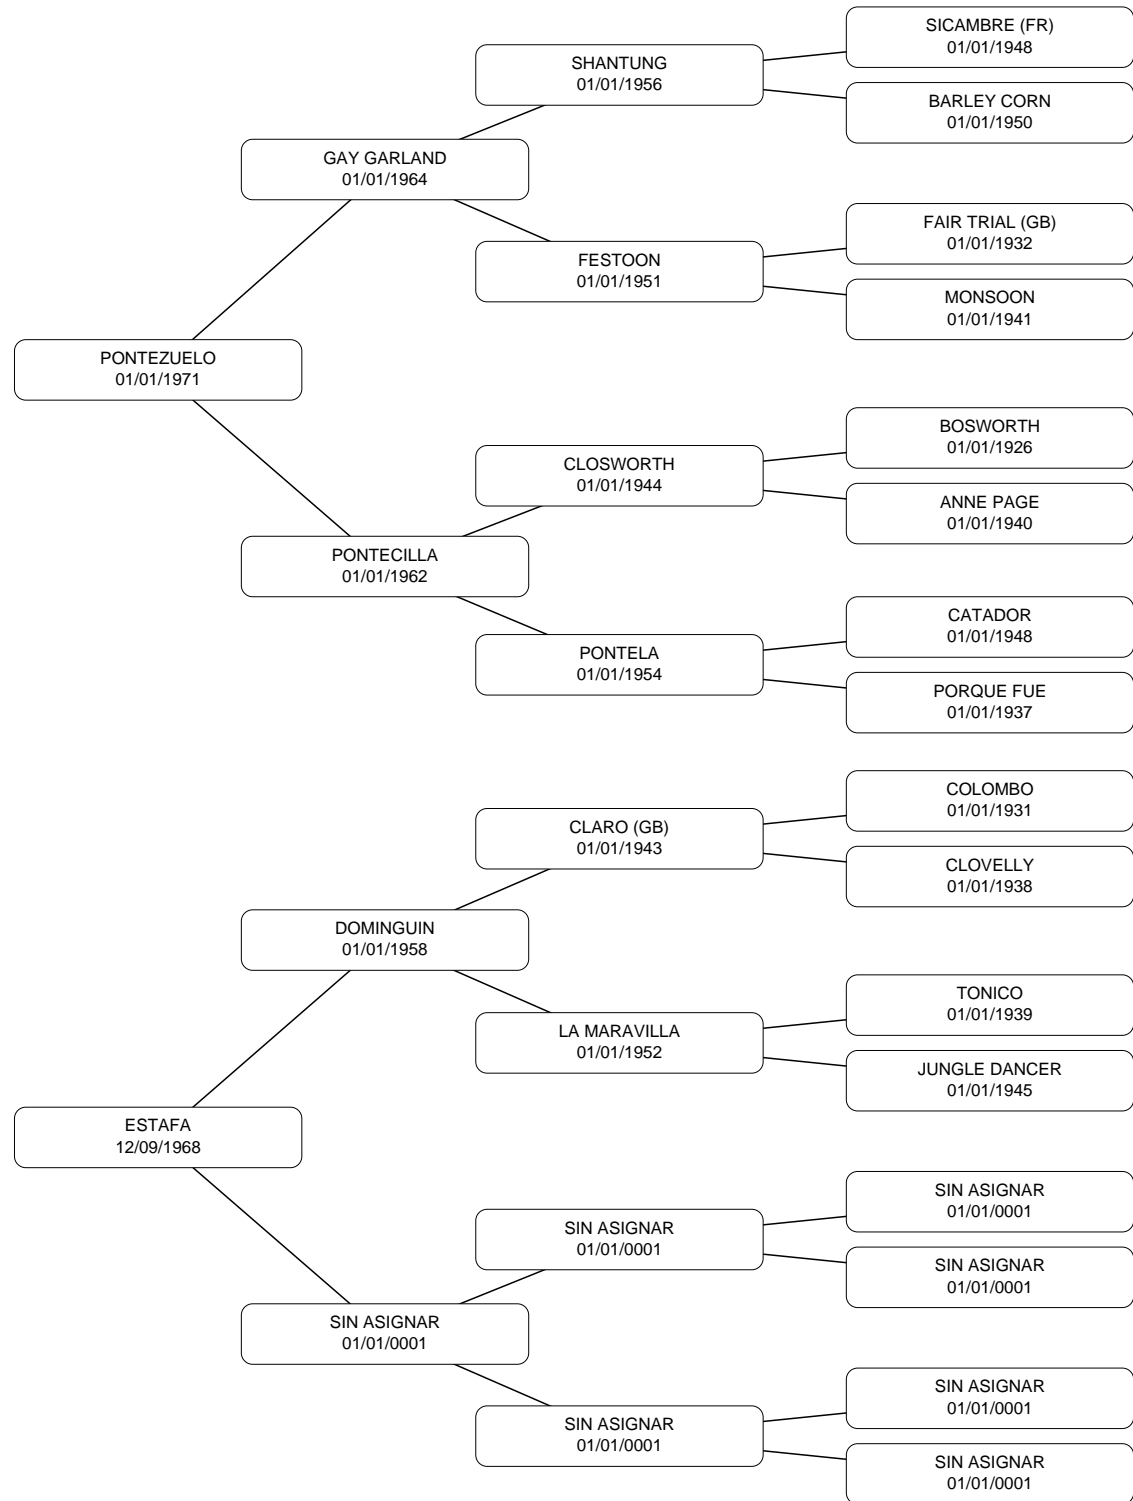 SICAMBRE (FR)
01/01/1948
SHANTUNG
01/01/1956
BARLEY CORN
01/01/1950
GAY GARLAND
01/01/1964
FAIR TRIAL (GB)
01/01/1932
FESTOON
01/01/1951
MONSOON
01/01/1941
PONTEZUELO
01/01/1971
BOSWORTH
01/01/1926
CLOSWORTH
01/01/1944
ANNE PAGE
01/01/1940
PONTECILLA
01/01/1962
CATADOR
01/01/1948
PONTELA
01/01/1954
PORQUE FUE
01/01/1937
COLOMBO
01/01/1931
CLARO (GB)
01/01/1943
CLOVELLY
01/01/1938
DOMINGUIN
01/01/1958
TONICO
01/01/1939
LA MARAVILLA
01/01/1952
JUNGLE DANCER
01/01/1945
ESTAFA
12/09/1968
SIN ASIGNAR
01/01/0001
SIN ASIGNAR
01/01/0001
SIN ASIGNAR
01/01/0001
SIN ASIGNAR
01/01/0001
SIN ASIGNAR
01/01/0001
SIN ASIGNAR
01/01/0001
SIN ASIGNAR
01/01/0001